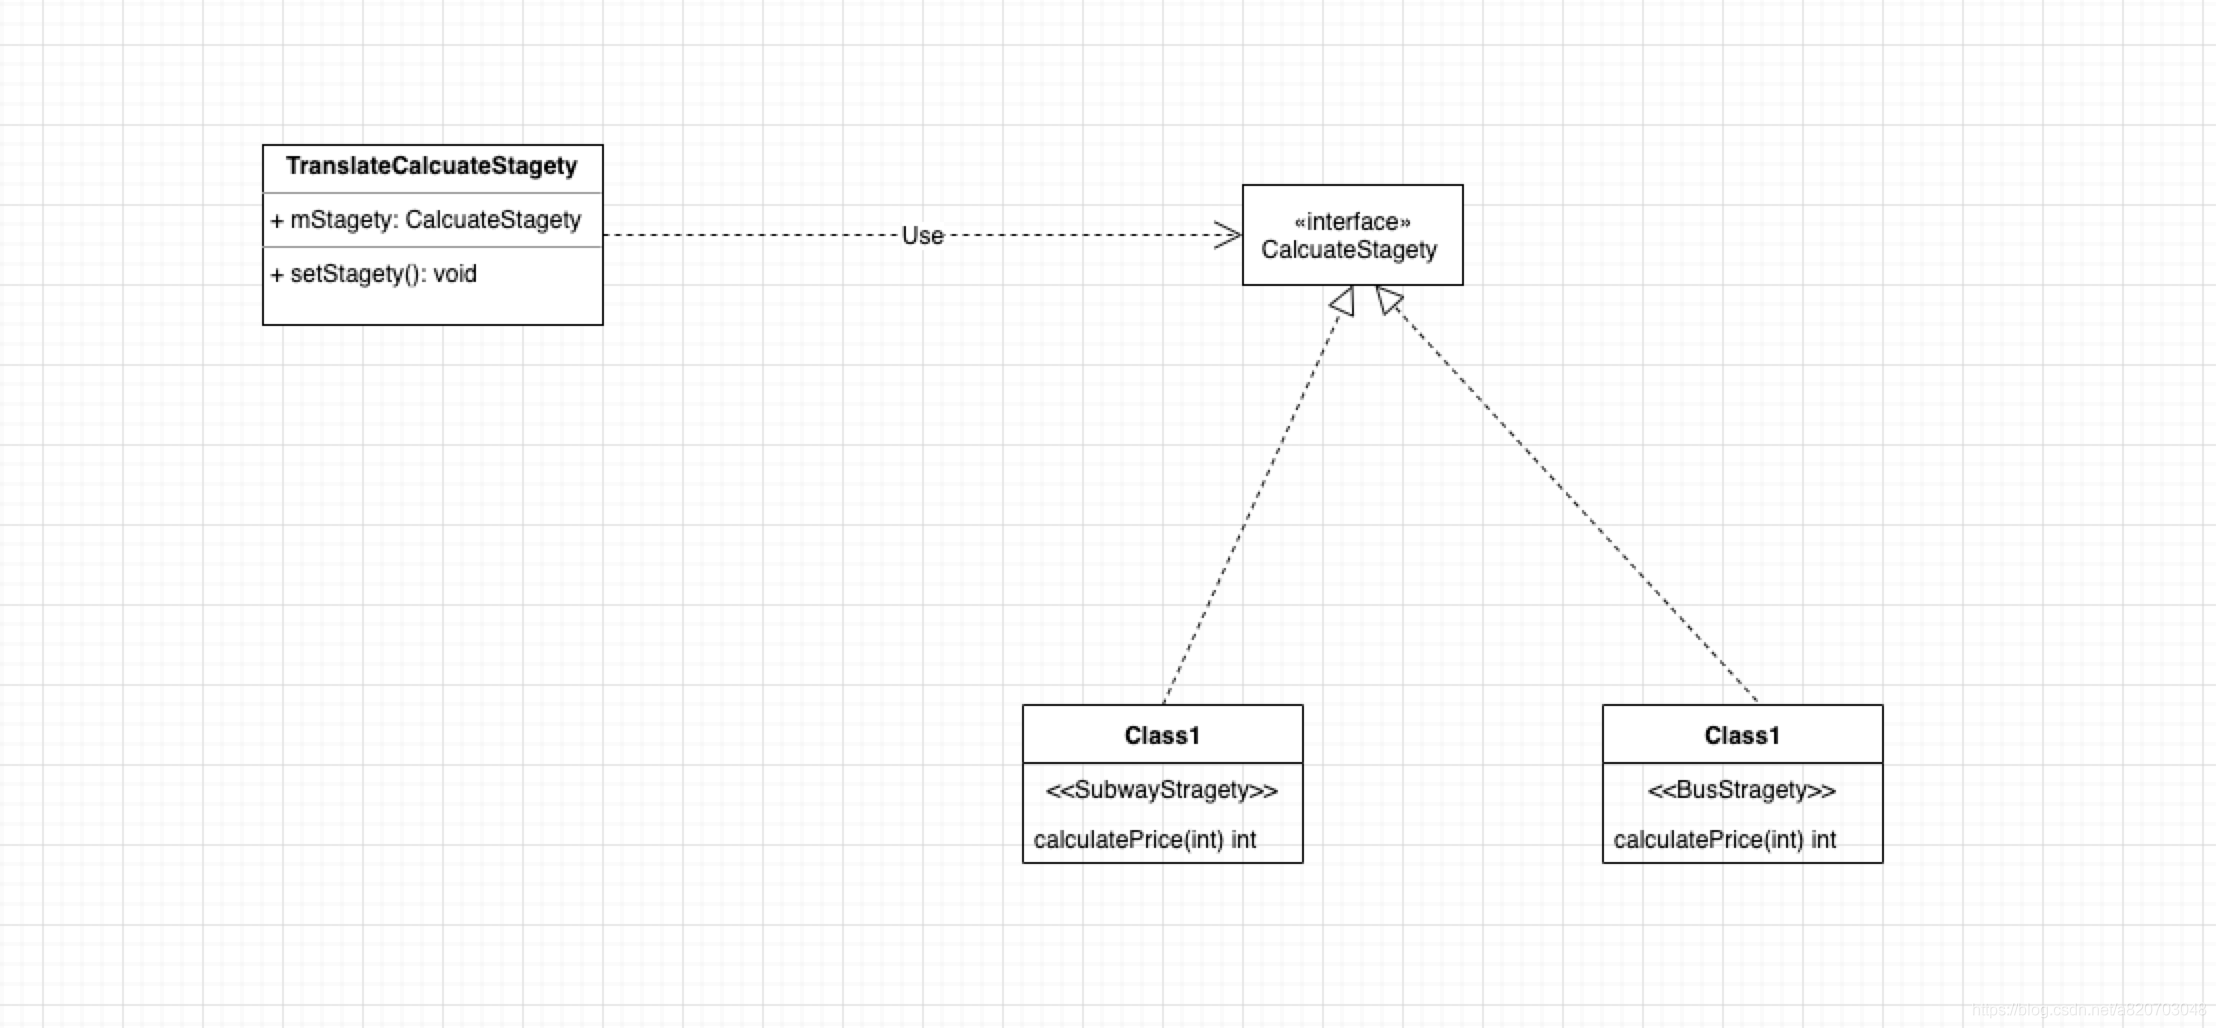 TranslateCalcuateStagety
+ mStagety: CalcuateStagety
+ setStagety(): void
Use
«interface»
CalcuateStagety
Class1
<<SubwayStragety>>
calculatePrice(int) int
Class1
<<BusStragety>>
calculatePrice(int) int
https://blog.csdn.net/a820703048